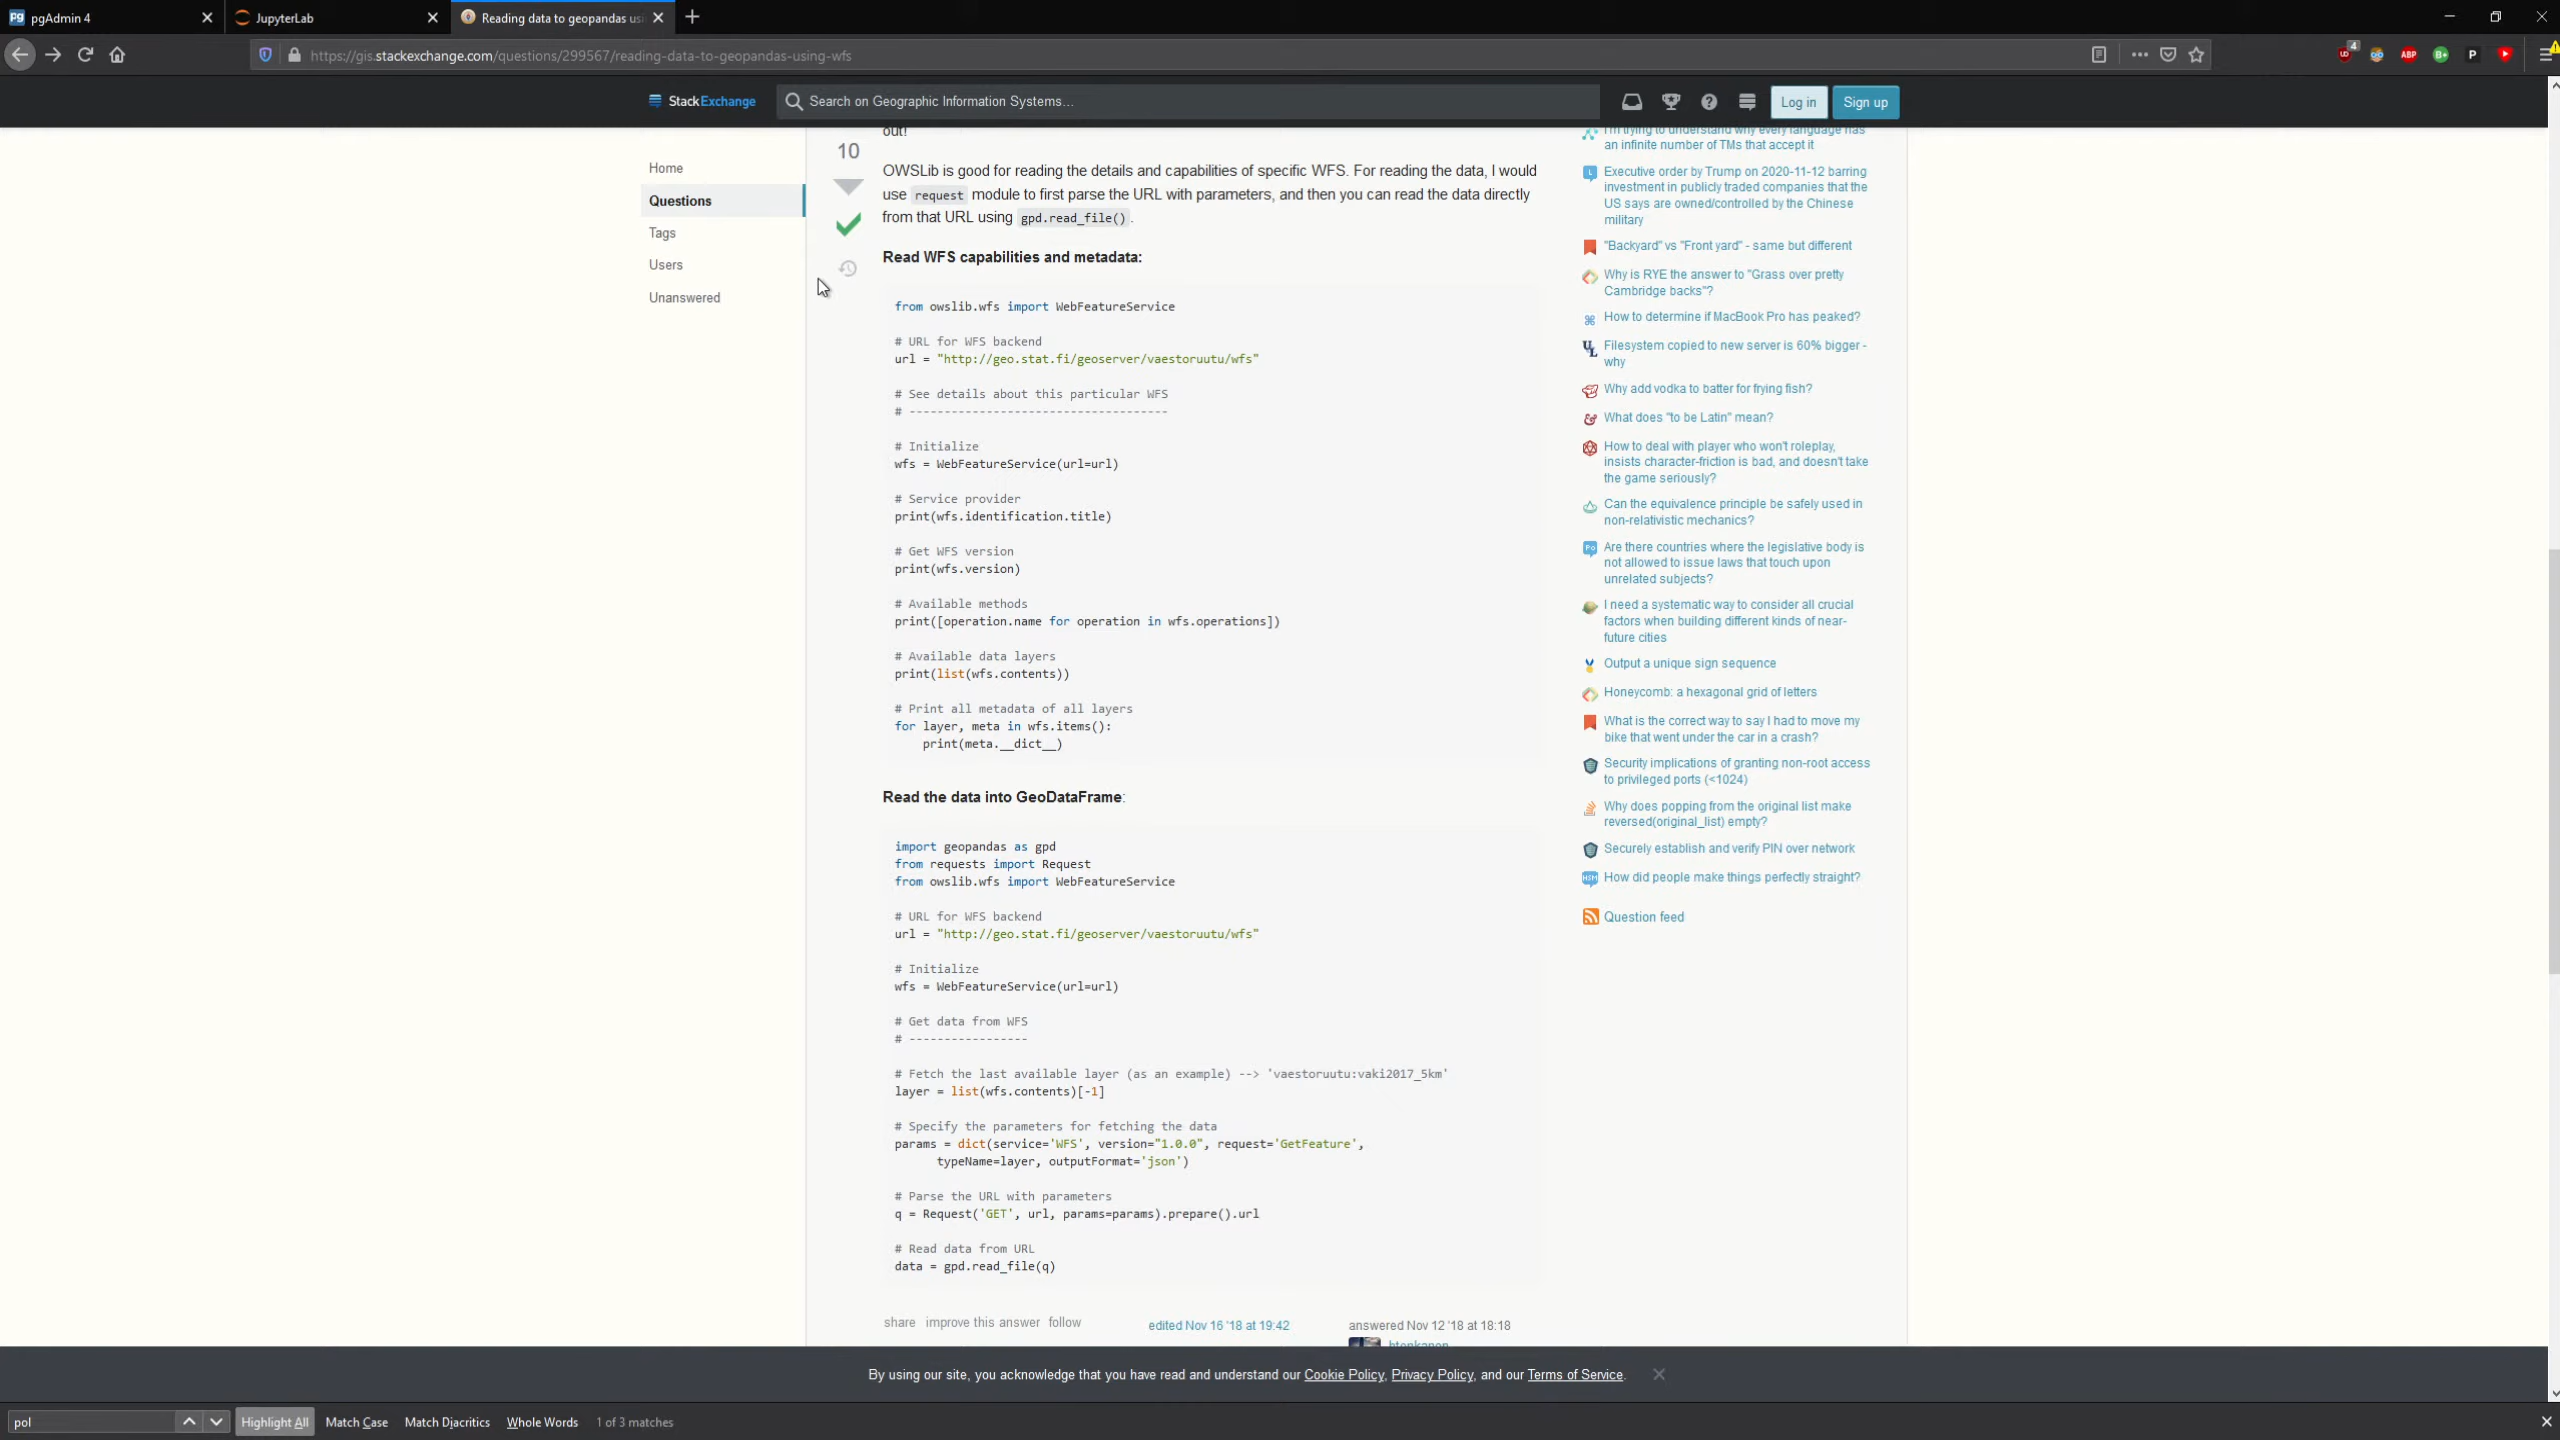 pgAdmin 4
JupyterLab
Reading data to geopandas usi
https://gis.stackexchange.com/questions/299567/reading-data-to-geopandas-using-wfs
4
ABP
P
StackExchange
Search on Geographic Information Systems...
Log in
Sign up
Home
Questions
Tags
Users
Unanswered
10
out!
OWSLib is good for reading the details and capabilities of specific WFS. For reading the data, I would
use request module to first parse the URL with parameters, and then you can read the data directly
from that URL using gpd.read_file().
Read WFS capabilities and metadata:
from owslib.wfs import WebFeatureService
# URL for WFS backend
url = "http://geo.stat.fi/geoserver/vaestoruutu/wfs"
# See details about this particular WFS
# -------------------------------------
# Initialize
wfs = WebFeatureService(url=url)
# Service provider
print(wfs.identification.title)
# Get WFS version
print(wfs.version)
# Available methods
print([operation.name for operation in wfs.operations])
# Available data layers
print(list(wfs.contents))
# Print all metadata of all layers
for layer, meta in wfs.items():
    print(meta.__dict__)
Read the data into GeoDataFrame:
import geopandas as gpd
from requests import Request
from owslib.wfs import WebFeatureService
# URL for WFS backend
url = "http://geo.stat.fi/geoserver/vaestoruutu/wfs"
# Initialize
wfs = WebFeatureService(url=url)
# Get data from WFS
# -----------------
# Fetch the last available layer (as an example) --> 'vaestoruutu:vaki2017_5km'
layer = list(wfs.contents)[-1]
# Specify the parameters for fetching the data
params = dict(service='WFS', version="1.0.0", request='GetFeature',
      typeName=layer, outputFormat='json')
# Parse the URL with parameters
q = Request('GET', url, params=params).prepare().url
# Read data from URL
data = gpd.read_file(q)
share improve this answer follow
edited Nov 16 '18 at 19:42
answered Nov 12 '18 at 18:18
htenkanen
I'm trying to understand why every language has
an infinite number of TMs that accept it
Executive order by Trump on 2020-11-12 barring
investment in publicly traded companies that the
US says are owned/controlled by the Chinese
military
"Backyard" vs "Front yard" - same but different
Why is RYE the answer to "Grass over pretty
Cambridge backs"?
How to determine if MacBook Pro has peaked?
Filesystem copied to new server is 60% bigger -
why
Why add vodka to batter for frying fish?
What does "to be Latin" mean?
How to deal with player who won't roleplay,
insists character-friction is bad, and doesn't take
the game seriously?
Can the equivalence principle be safely used in
non-relativistic mechanics?
Are there countries where the legislative body is
not allowed to issue laws that touch upon
unrelated subjects?
I need a systematic way to consider all crucial
factors when building different kinds of near-
future cities
Output a unique sign sequence
Honeycomb: a hexagonal grid of letters
What is the correct way to say I had to move my
bike that went under the car in a crash?
Security implications of granting non-root access
to privileged ports (<1024)
Why does popping from the original list make
reversed(original_list) empty?
Securely establish and verify PIN over network
How did people make things perfectly straight?
Question feed
By using our site, you acknowledge that you have read and understand our Cookie Policy, Privacy Policy, and our Terms of Service.
pol
Highlight All
Match Case
Match Diacritics
Whole Words
1 of 3 matches